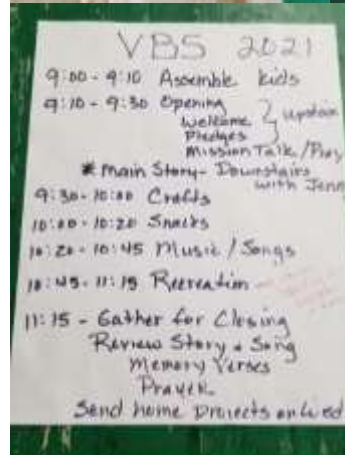 VBS 2021
9:00 - 9:10 Assemble kids
9:10 - 9:30 Opening
Welcome
Pledges
Mission Talk / Pray
upstairs
* Main Story - Downstairs
with Jenn
9:30 - 10:00 Crafts
10:00 - 10:20 Snacks
10:20 - 10:45 Music / Songs
10:45 - 11:15 Recreation
11:15 - Gather for Closing
Review Story & Song
Memory Verses
Prayer
Send home Projects on Wed